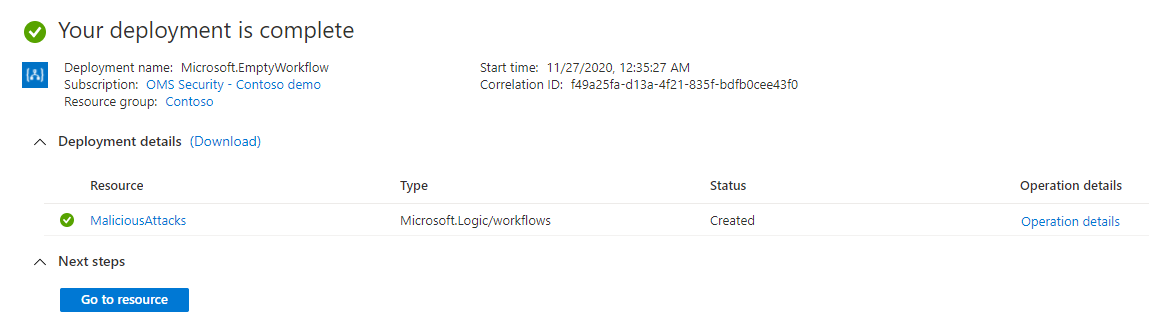 Your deployment is complete
Deployment name: Microsoft.EmptyWorkflow Start time: 11/27/2020, 12:35:27 AM
Subscription: OMS Security - Contoso demo Correlation ID: f49a25fa-d13a-4f21-835f-bdfb0cee43f0
Resource group: Contoso
Deployment details (Download)
Resource Type Status Operation details
MaliciousAttacks Microsoft.Logic/workflows Created Operation details
Next steps
Go to resource